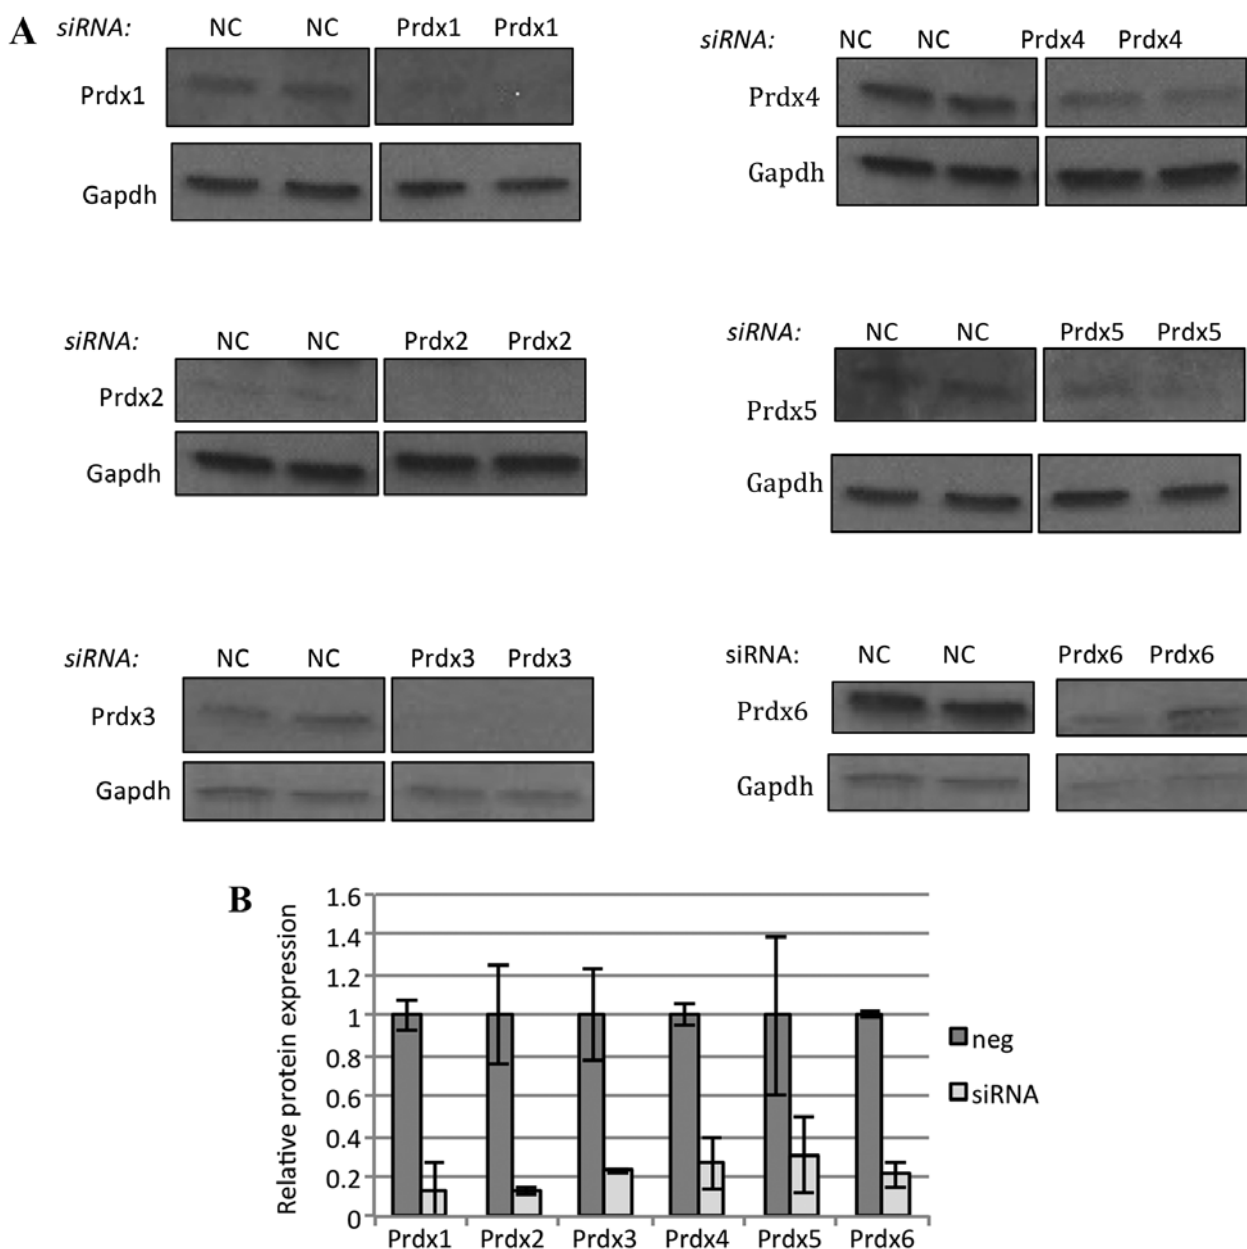 A
siRNA: NC NC Prdx1 Prdx1
Prdx1
Gapdh
siRNA: NC NC Prdx4 Prdx4
Prdx4
Gapdh
siRNA: NC NC Prdx2 Prdx2
Prdx2
Gapdh
siRNA: NC NC Prdx5 Prdx5
Prdx5
Gapdh
siRNA: NC NC Prdx3 Prdx3
Prdx3
Gapdh
siRNA: NC NC Prdx6 Prdx6
Prdx6
Gapdh
B
Relative protein expression
1.6
1.4
1.2
1
0.8
0.6
0.4
0.2
0
Prdx1 Prdx2 Prdx3 Prdx4 Prdx5 Prdx6
neg
siRNA